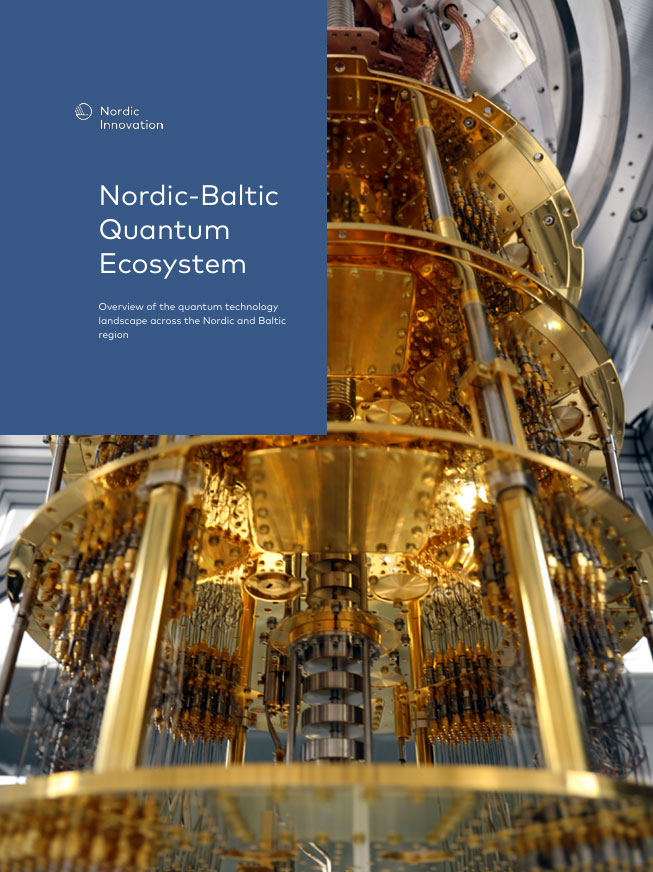 Nordic
Innovation
Nordic-Baltic
Quantum
Ecosystem
Overview of the quantum technology
landscape across the Nordic and Baltic
region